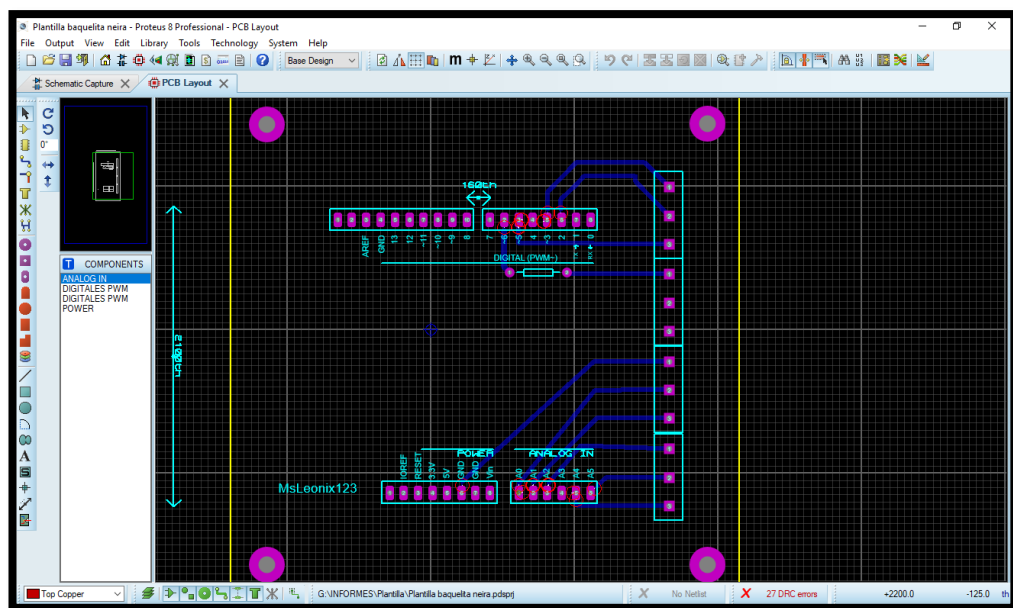 Plantilla baquelita neira - Proteus 8 Professional - PCB Layout
File Output View Edit Library Tools Technology System Help
Base Design
Schematic Capture
PCB Layout
0°
COMPONENTS
ANALOG IN
DIGITALES PWM
DIGITALES PWM
POWER
160th
AREF
GND
13
12
~11
~10
~9
8
7
~6
~5
4
~3
2
TX 1
RX 0
DIGITAL (PWM~)
2100th
POWER
ANALOG IN
IOREF
RESET
3.3V
5V
GND
GND
Vin
A0
A1
A2
A3
A4
A5
MsLeonix123
Top Copper
G:\INFORMES\Plantilla\Plantilla baquelita neira.pdsprj
No Netlist
27 DRC errors
+2200.0
-125.0
th